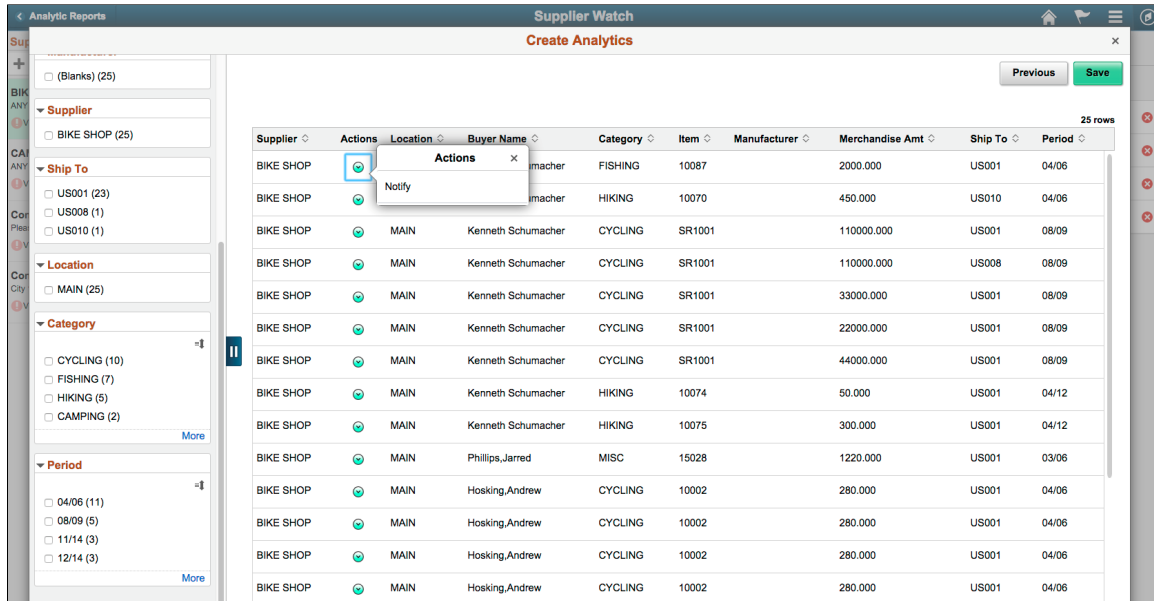 Analytic Reports
Supplier Watch
Create Analytics
Previous
Save
(Blanks) (25)
Supplier
BIKE SHOP (25)
Ship To
US001 (23)
US008 (1)
US010 (1)
Location
MAIN (25)
Category
CYCLING (10)
FISHING (7)
HIKING (5)
CAMPING (2)
More
Period
04/06 (11)
08/09 (5)
11/14 (3)
12/14 (3)
More
25 rows
Supplier Actions Location Buyer Name Category Item Manufacturer Merchandise Amt Ship To Period
Actions
Notify
BIKE SHOP FISHING 10087 2000.000 US001 04/06
BIKE SHOP HIKING 10070 450.000 US010 04/06
BIKE SHOP MAIN Kenneth Schumacher CYCLING SR1001 110000.000 US001 08/09
BIKE SHOP MAIN Kenneth Schumacher CYCLING SR1001 110000.000 US008 08/09
BIKE SHOP MAIN Kenneth Schumacher CYCLING SR1001 33000.000 US001 08/09
BIKE SHOP MAIN Kenneth Schumacher CYCLING SR1001 22000.000 US001 08/09
BIKE SHOP MAIN Kenneth Schumacher CYCLING SR1001 44000.000 US001 08/09
BIKE SHOP MAIN Kenneth Schumacher HIKING 10074 50.000 US001 04/12
BIKE SHOP MAIN Kenneth Schumacher HIKING 10075 300.000 US001 04/12
BIKE SHOP MAIN Phillips,Jarred MISC 15028 1220.000 US001 03/06
BIKE SHOP MAIN Hosking,Andrew CYCLING 10002 280.000 US001 04/06
BIKE SHOP MAIN Hosking,Andrew CYCLING 10002 280.000 US001 04/06
BIKE SHOP MAIN Hosking,Andrew CYCLING 10002 280.000 US001 04/06
BIKE SHOP MAIN Hosking,Andrew CYCLING 10002 280.000 US001 04/06